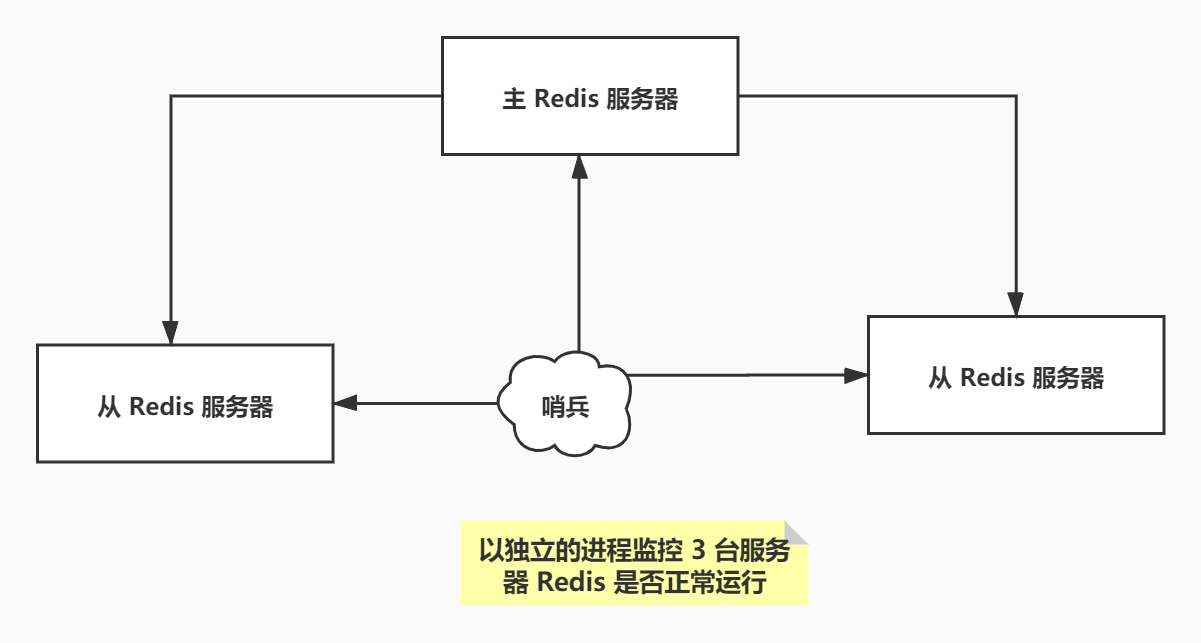 主 Redis 服务器
从 Redis 服务器
从 Redis 服务器
哨兵
以独立的进程监控 3 台服务
器 Redis 是否正常运行